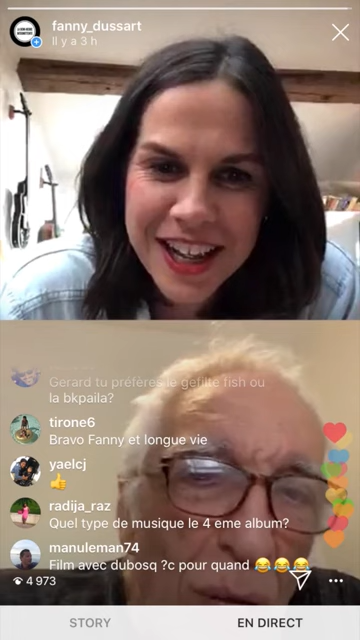 fanny_dussart
Il y a 3 h
Gerard tu préfères le gefilte fish ou
la bkpaila?
tirone6
Bravo Fanny et longue vie
yaelcj
👍
radija_raz
Quel type de musique le 4 eme album?
manuleman74
Film avec dubosq ?c pour quand 😂😂😂
4 973
STORY
EN DIRECT